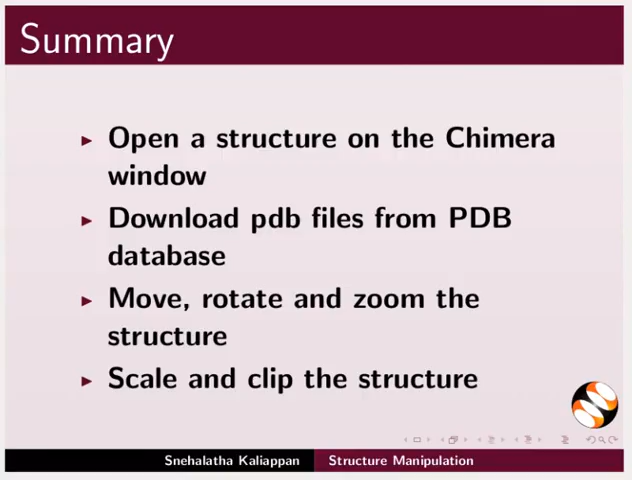 Summary
Open a structure on the Chimera
window
Download pdb files from PDB
database
Move, rotate and zoom the
structure
Scale and clip the structure
Snehalatha Kaliappan Structure Manipulation